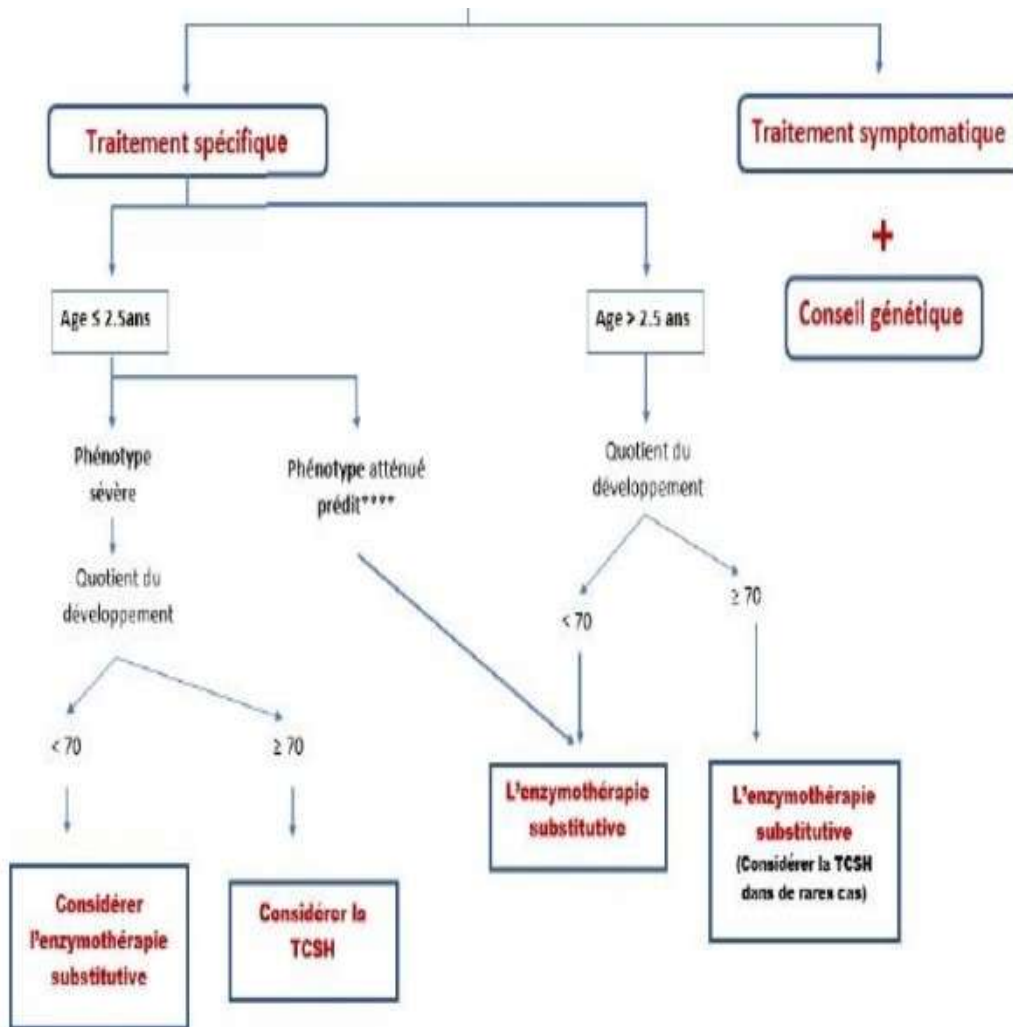 Traitement spécifique
Traitement symptomatique
+
Conseil génétique
Age ≤ 2.5ans
Age > 2.5 ans
Phénotype
sévère
Phénotype atténué
prédit****
Quotient du
développement
Quotient du
développement
< 70
≥ 70
< 70
≥ 70
L'enzymothérapie
substitutive
L'enzymothérapie
substitutive
(Considérer la TCSH
dans de rares cas)
Considérer
l'enzymothérapie
substitutive
Considérer la
TCSH